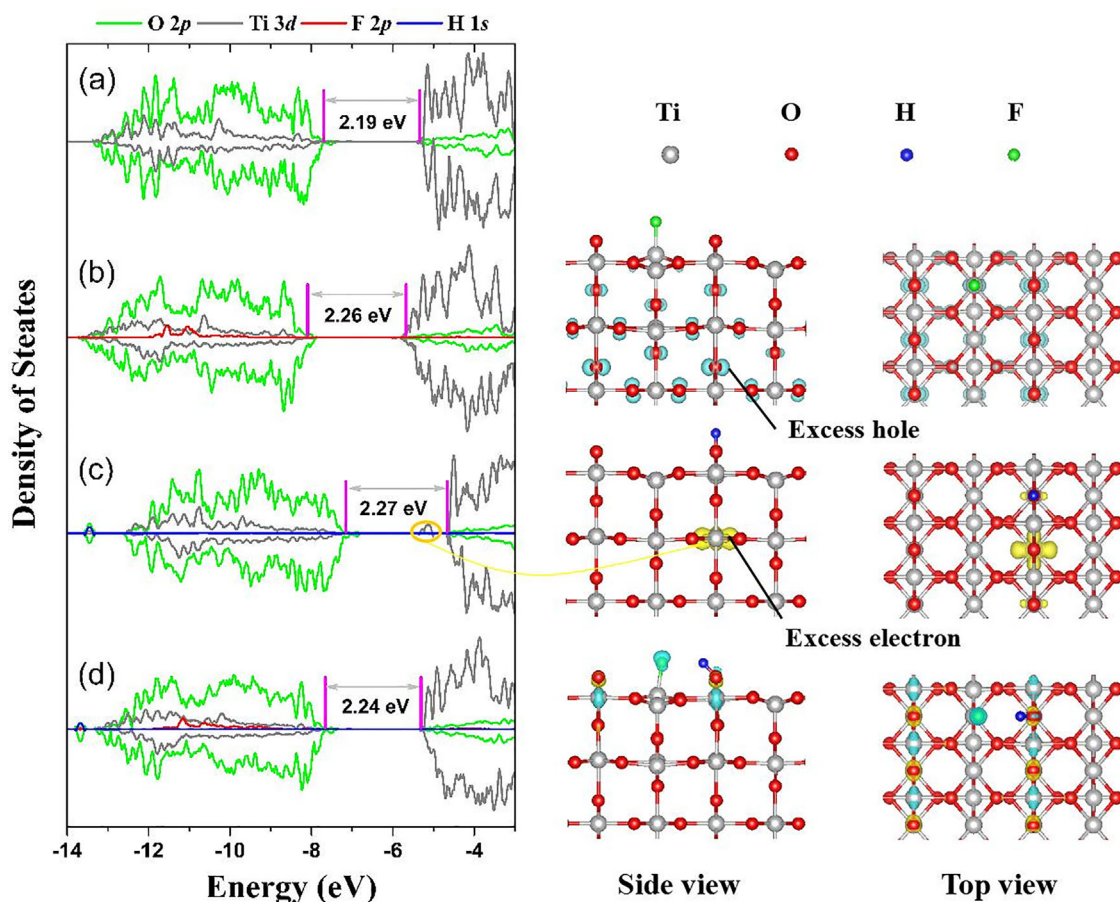 O 2p Ti 3d F 2p H 1s
(a)
2.19 eV
(b)
2.26 eV
(c)
2.27 eV
(d)
2.24 eV
Density of Steates
-14 -12 -10 -8 -6 -4
Energy (eV)
Ti O H F
Excess hole
Excess electron
Side view Top view